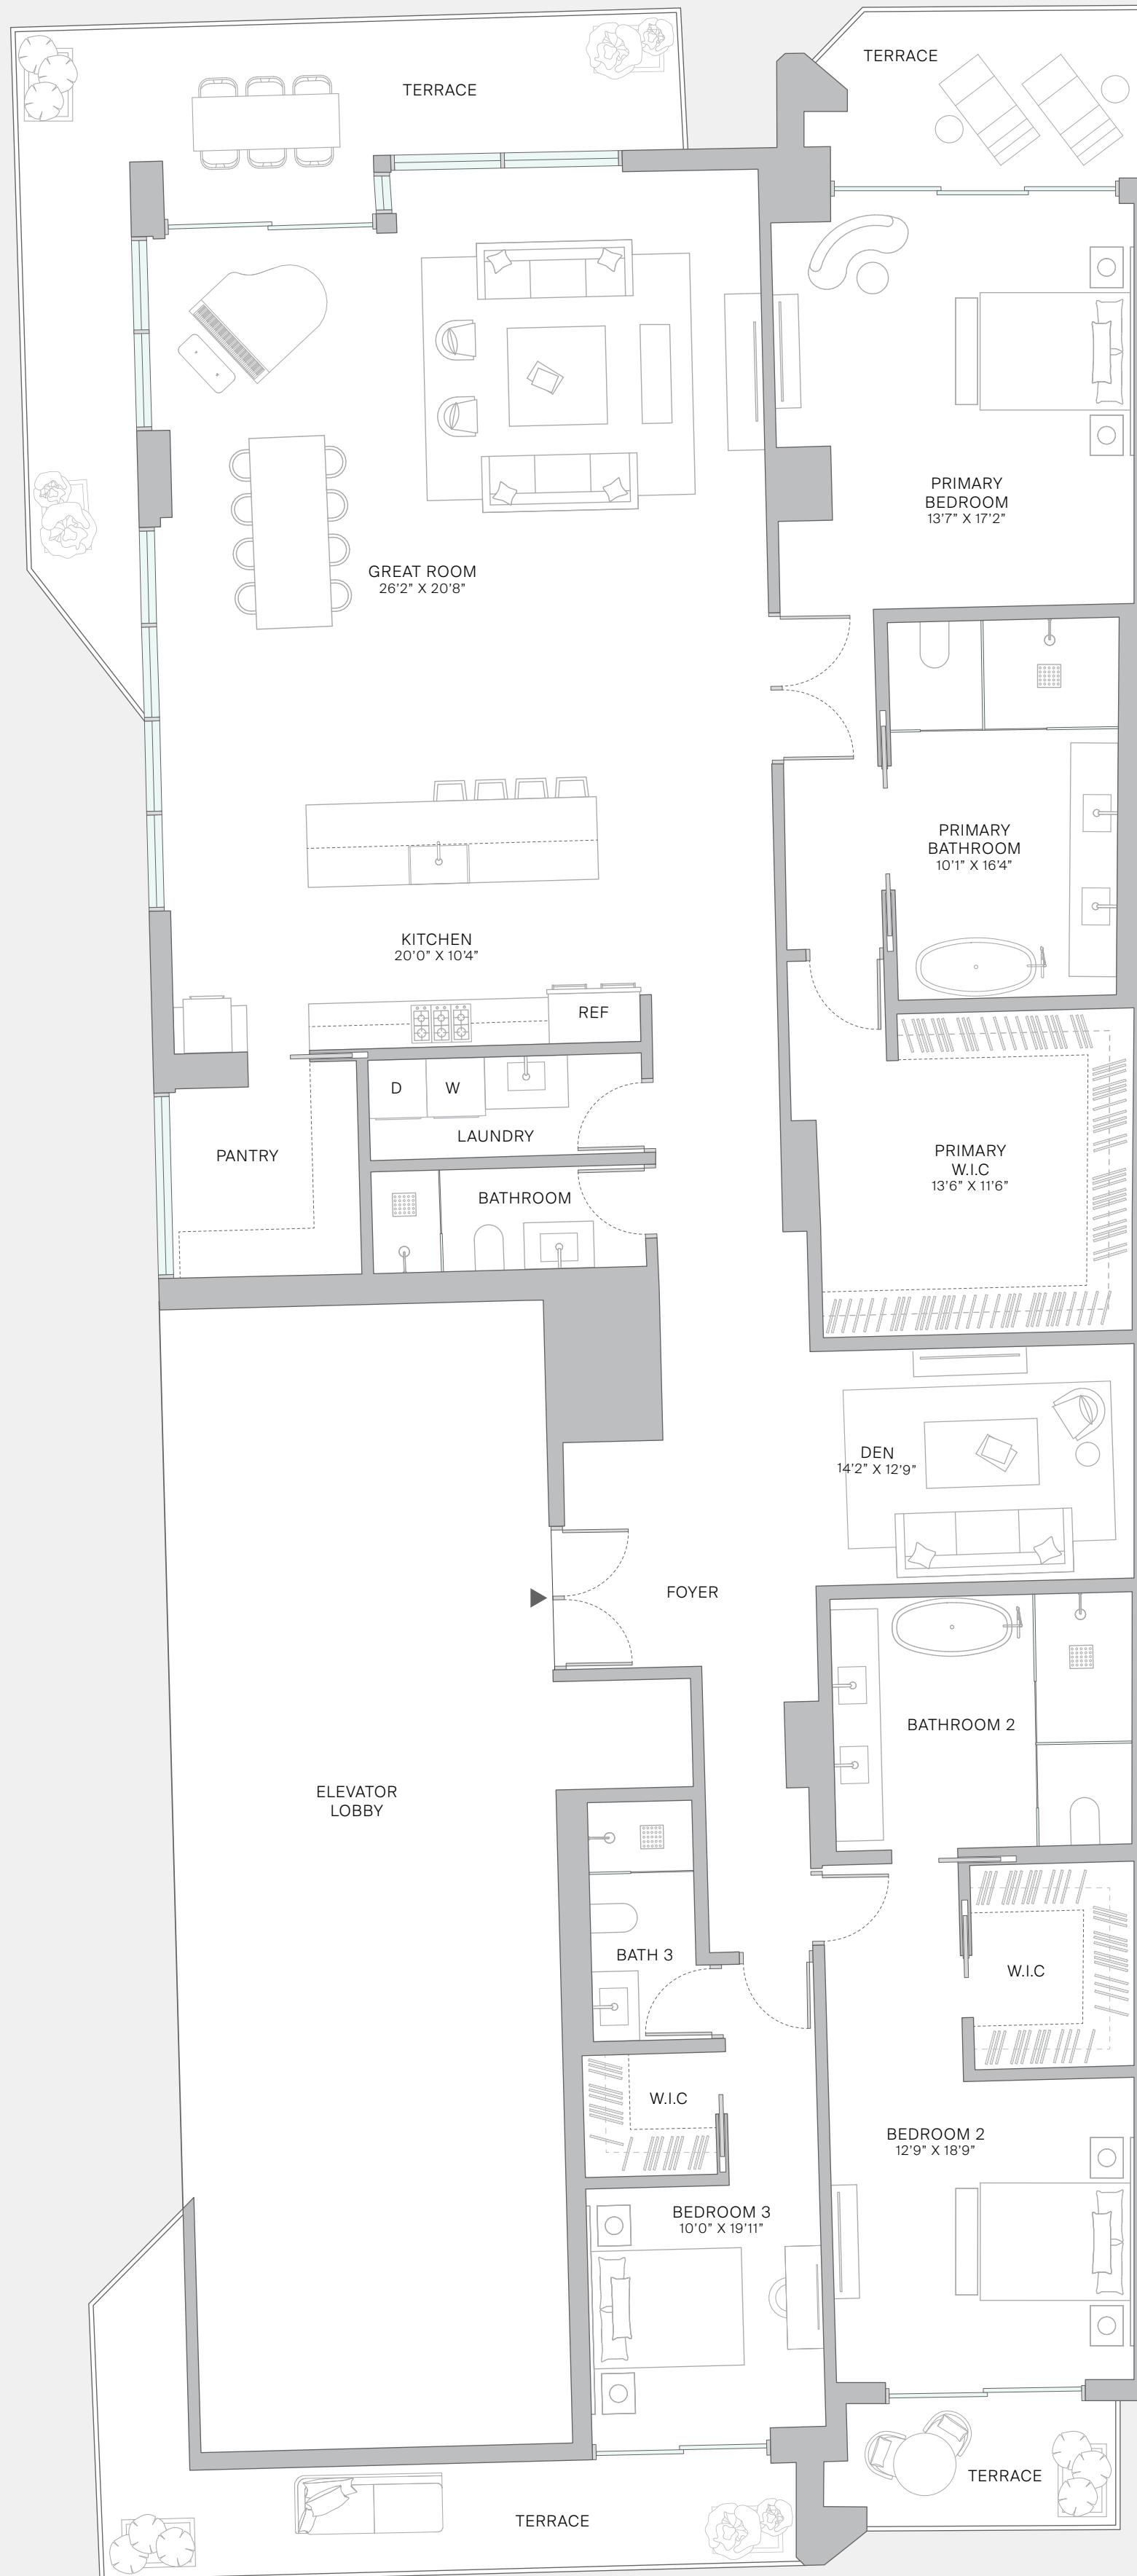 TERRACE
TERRACE
PRIMARY
BEDROOM
13'7" X 17'2"
GREAT ROOM
26'2" X 20'8"
PRIMARY
BATHROOM
10'1" X 16'4"
KITCHEN
20'0" X 10'4"
REF
D
W
LAUNDRY
PANTRY
PRIMARY
W.I.C
13'6" X 11'6"
BATHROOM
DEN
14'2" X 12'9"
FOYER
BATHROOM 2
ELEVATOR
LOBBY
BATH 3
W.I.C
W.I.C
BEDROOM 2
12'9" X 18'9"
BEDROOM 3
10'0" X 19'11"
TERRACE
TERRACE